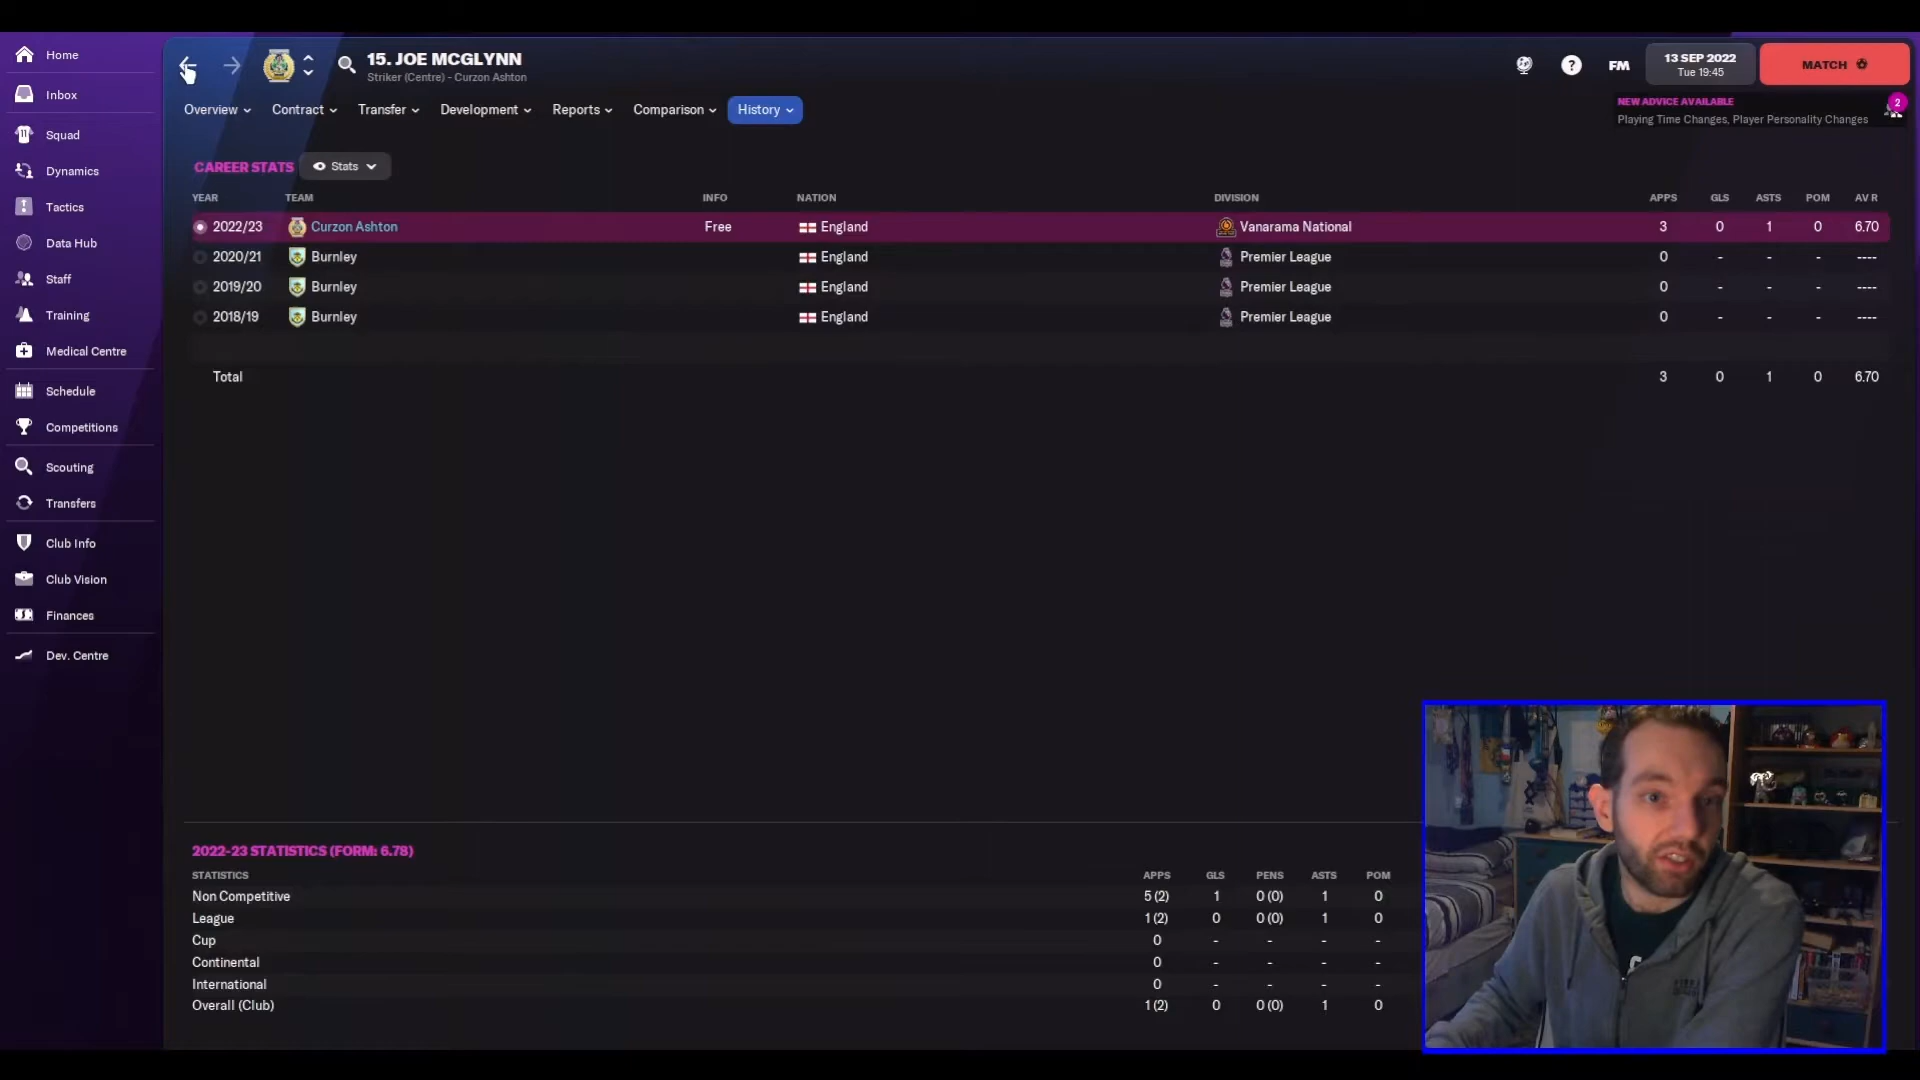 Home
Inbox
Squad
Dynamics
Tactics
Data Hub
Staff
Training
Medical Centre
Schedule
Competitions
Scouting
Transfers
Club Info
Club Vision
Finances
Dev. Centre
15. JOE MCGLYNN
Striker (Centre) - Curzon Ashton
FM
13 SEP 2022
Tue 19:45
MATCH
Overview Contract Transfer Development Reports Comparison History
NEW ADVICE AVAILABLE
2
Playing Time Changes, Player Personality Changes
CAREER STATS Stats
YEAR TEAM INFO NATION DIVISION APPS GLS ASTS POM AV R
2022/23 Curzon Ashton Free England Vanarama National 3 0 1 0 6.70
2020/21 Burnley England Premier League 0 - - - ----
2019/20 Burnley England Premier League 0 - - - ----
2018/19 Burnley England Premier League 0 - - - ----
Total 3 0 1 0 6.70
2022-23 STATISTICS (FORM: 6.78)
STATISTICS APPS GLS PENS ASTS POM
Non Competitive 5 (2) 1 0 (0) 1 0
League 1 (2) 0 0 (0) 1 0
Cup 0 - - - -
Continental 0 - - - -
International 0 - - - -
Overall (Club) 1 (2) 0 0 (0) 1 0